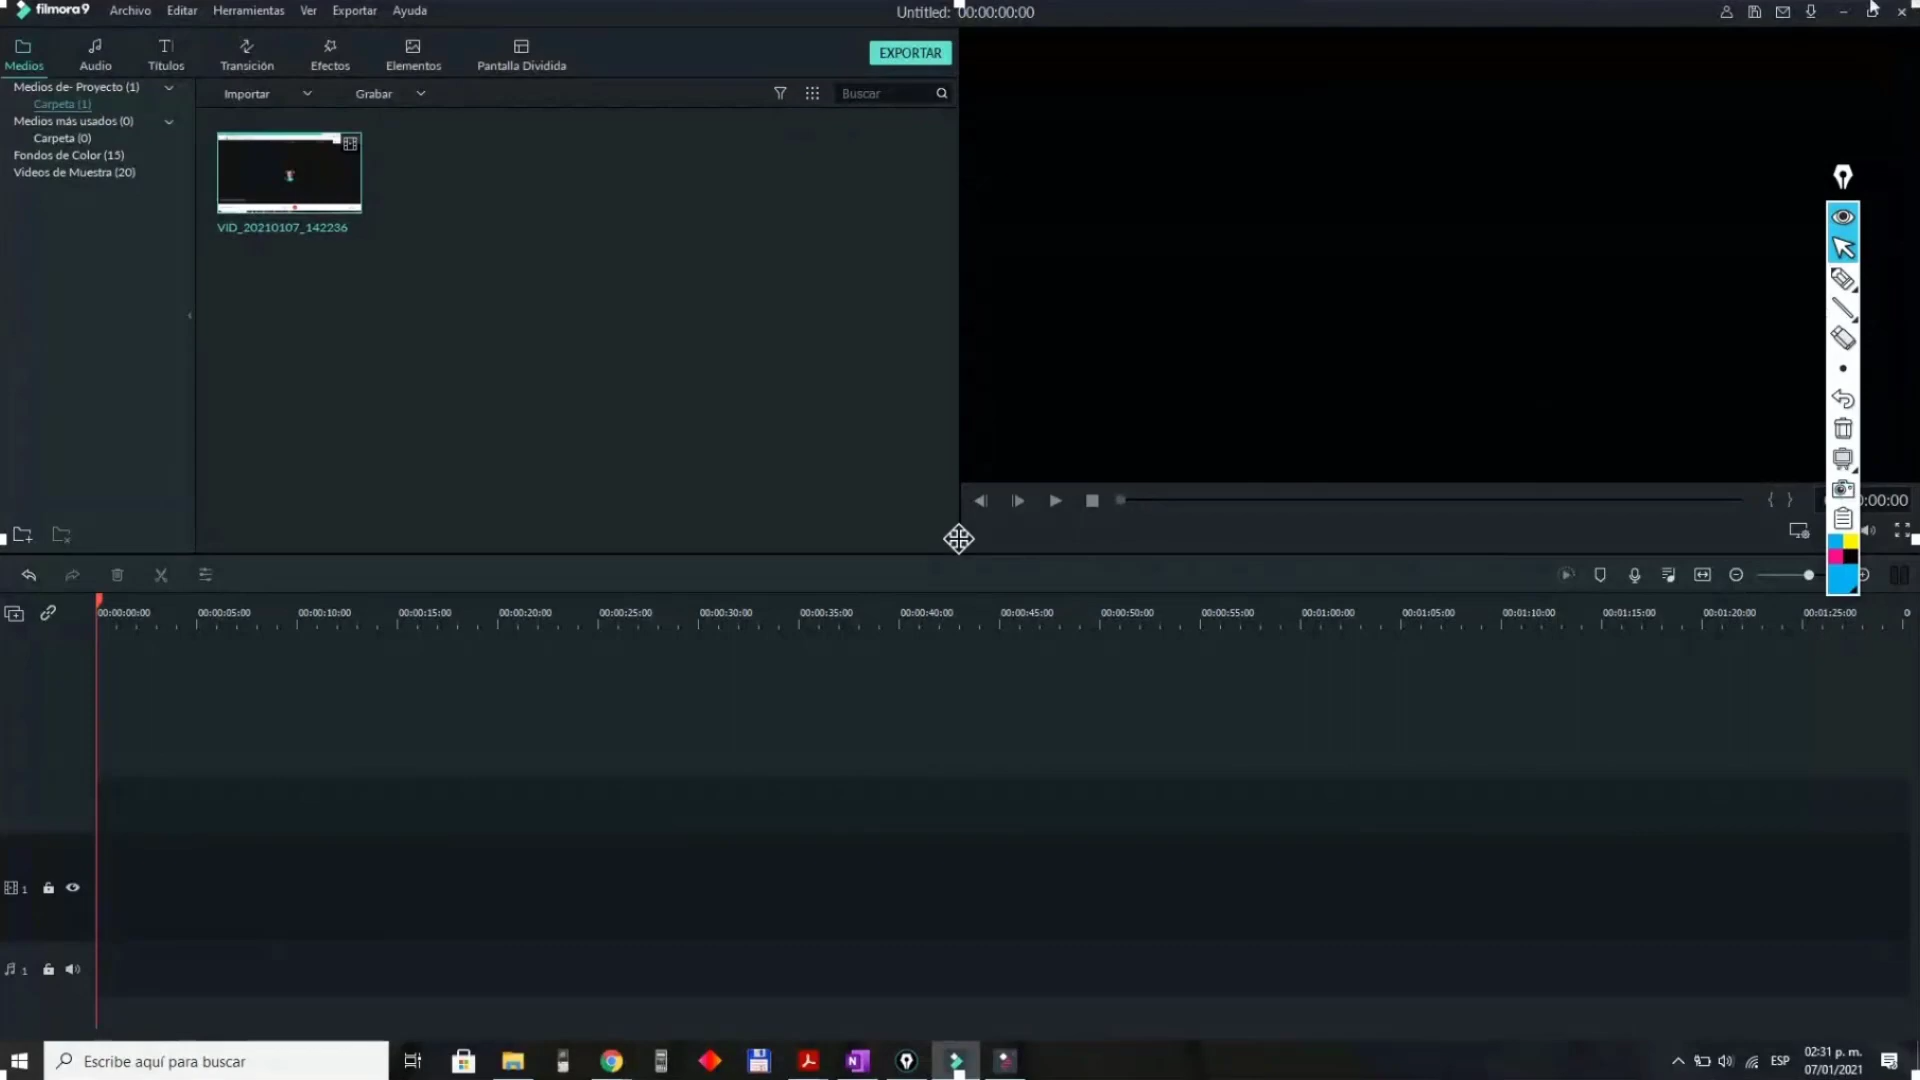 filmora9 Archivo Editar Herramientas Ver Exportar Ayuda
Untitled: 00:00:00:00
Medios Audio Títulos Transición Efectos Elementos Pantalla Dividida
EXPORTAR
Medios de- Proyecto (1)
Carpeta (1)
Medios más usados (0)
Carpeta (0)
Fondos de Color (15)
Videos de Muestra (20)
Importar Grabar Buscar
VID_20210107_142236
{ } :00:00
00:00:00:00 00:00:05:00 00:00:10:00 00:00:15:00 00:00:20:00 00:00:25:00 00:00:30:00 00:00:35:00 00:00:40:00 00:00:45:00 00:00:50:00 00:00:55:00 00:01:00:00 00:01:05:00 00:01:10:00 00:01:15:00 00:01:20:00 00:01:25:00 0
1
1
Escribe aquí para buscar
ESP
02:31 p. m.
07/01/2021